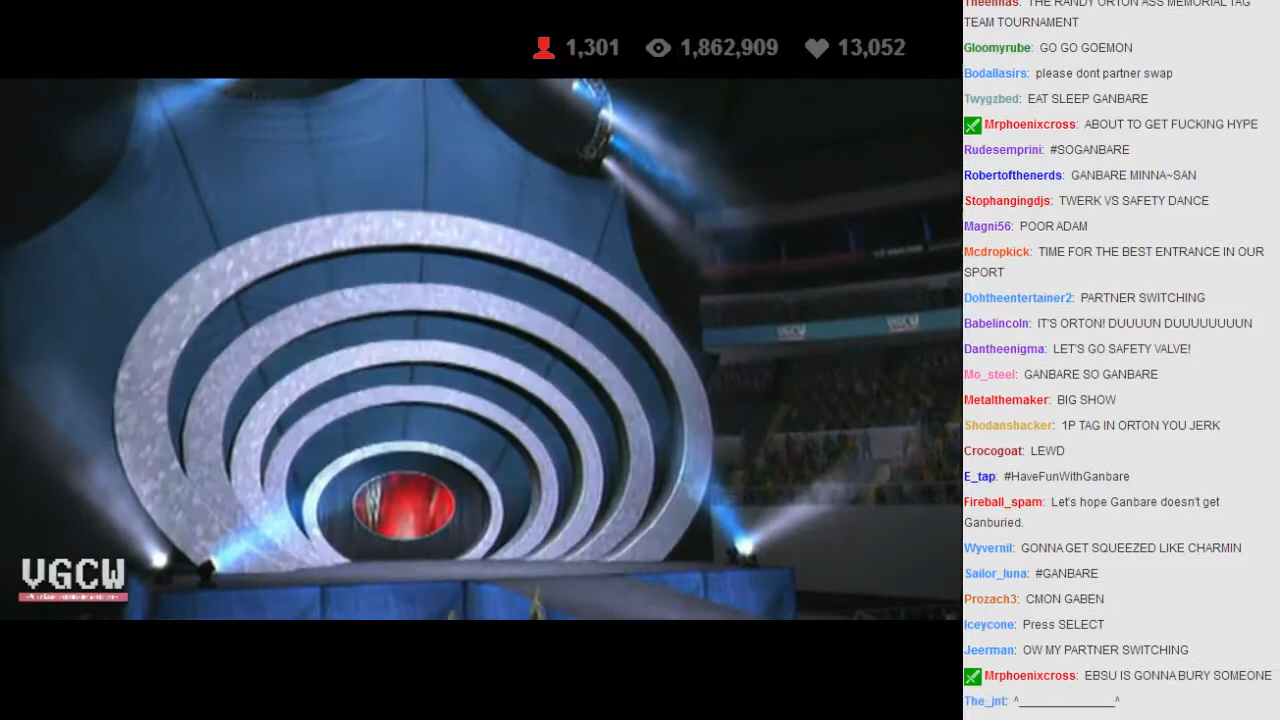 1,301 1,862,909 13,052
VGCW
VGCW VGCW
Theennas: THE RANDY ORTON ASS MEMORIAL TAG
TEAM TOURNAMENT
Gloomyrube: GO GO GOEMON
Bodallasirs: please dont partner swap
Twygzbed: EAT SLEEP GANBARE
Mrphoenixcross: ABOUT TO GET FUCKING HYPE
Rudesemprini: #SOGANBARE
Robertofthenerds: GANBARE MINNA~SAN
Stophangingdjs: TWERK VS SAFETY DANCE
Magni56: POOR ADAM
Mcdropkick: TIME FOR THE BEST ENTRANCE IN OUR
SPORT
Dohtheentertainer2: PARTNER SWITCHING
Babelincoln: IT'S ORTON! DUUUUN DUUUUUUUUN
Dantheenigma: LET'S GO SAFETY VALVE!
Mo_steel: GANBARE SO GANBARE
Metalthemaker: BIG SHOW
Shodanshacker: 1P TAG IN ORTON YOU JERK
Crocogoat: LEWD
E_tap: #HaveFunWithGanbare
Fireball_spam: Let's hope Ganbare doesn't get
Ganburied.
Wyvernil: GONNA GET SQUEEZED LIKE CHARMIN
Sailor_luna: #GANBARE
Prozach3: CMON GABEN
Iceycone: Press SELECT
Jeerman: OW MY PARTNER SWITCHING
Mrphoenixcross: EBSU IS GONNA BURY SOMEONE
The_jnt: ^________________^